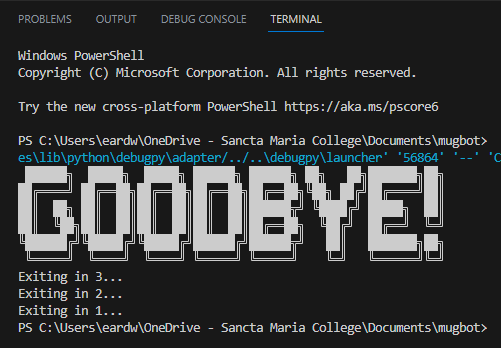 PROBLEMS OUTPUT DEBUG CONSOLE TERMINAL
Windows PowerShell
Copyright (C) Microsoft Corporation. All rights reserved.
Try the new cross-platform PowerShell https://aka.ms/pscore6
PS C:\Users\eardw\OneDrive - Sancta Maria College\Documents\mugbot>
es\lib\python\debugpy\adapter/../..\debugpy\launcher' '56864' '--' 'C
GOODBYE!
Exiting in 3...
Exiting in 2...
Exiting in 1...
PS C:\Users\eardw\OneDrive - Sancta Maria College\Documents\mugbot>